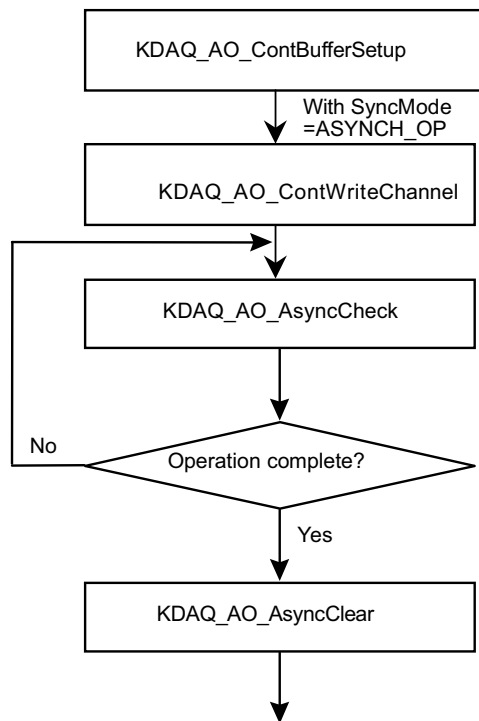 KDAQ_AO_ContBufferSetup
With SyncMode
=ASYNCH_OP
KDAQ_AO_ContWriteChannel
KDAQ_AO_AsyncCheck
No
Operation complete?
Yes
KDAQ_AO_AsyncClear